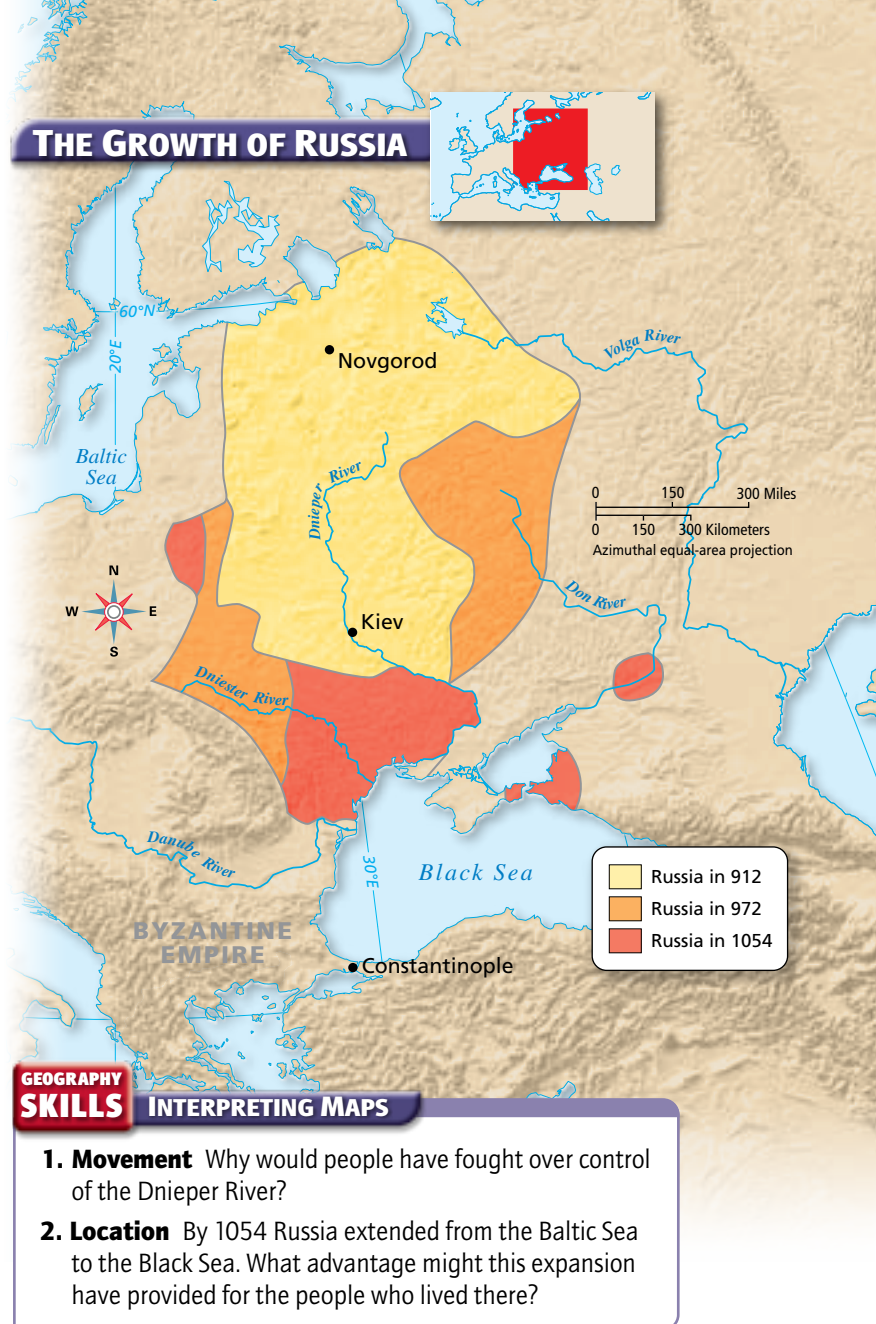 THE GROWTH OF RUSSIA
60°N
20°E
Novgorod
Volga River
Baltic
Sea
Dnieper River
0 150 300 Miles
0 150 300 Kilometers
Azimuthal equal-area projection
N
W E
S
Kiev
Don River
Dniester River
Danube River
30°E
Black Sea
Russia in 912
Russia in 972
Russia in 1054
BYZANTINE
EMPIRE
Constantinople
GEOGRAPHY
SKILLS INTERPRETING MAPS
1. Movement Why would people have fought over control
of the Dnieper River?
2. Location By 1054 Russia extended from the Baltic Sea
to the Black Sea. What advantage might this expansion
have provided for the people who lived there?